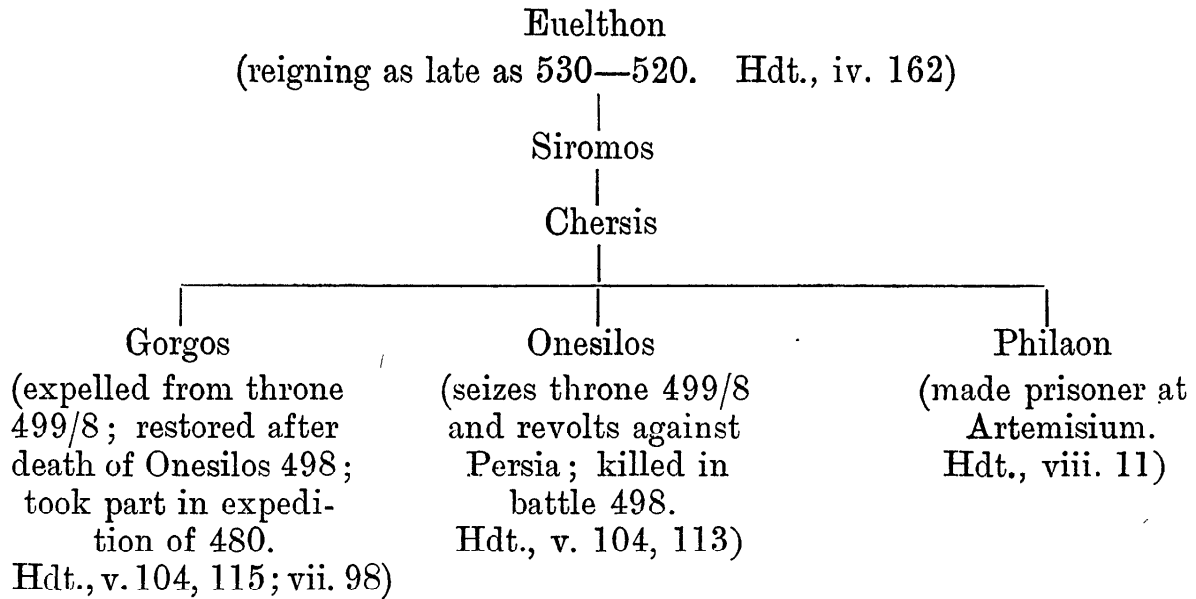 Euelthon
(reigning as late as 530—520. Hdt., iv. 162)
Siromos
Chersis
Gorgos
(expelled from throne
499/8; restored after
death of Onesilos 498;
took part in expedi-
tion of 480.
Hdt., v. 104, 115; vii. 98)
Onesilos
(seizes throne 499/8
and revolts against
Persia; killed in
battle 498.
Hdt., v. 104, 113)
Philaon
(made prisoner at
Artemisium.
Hdt., viii. 11)